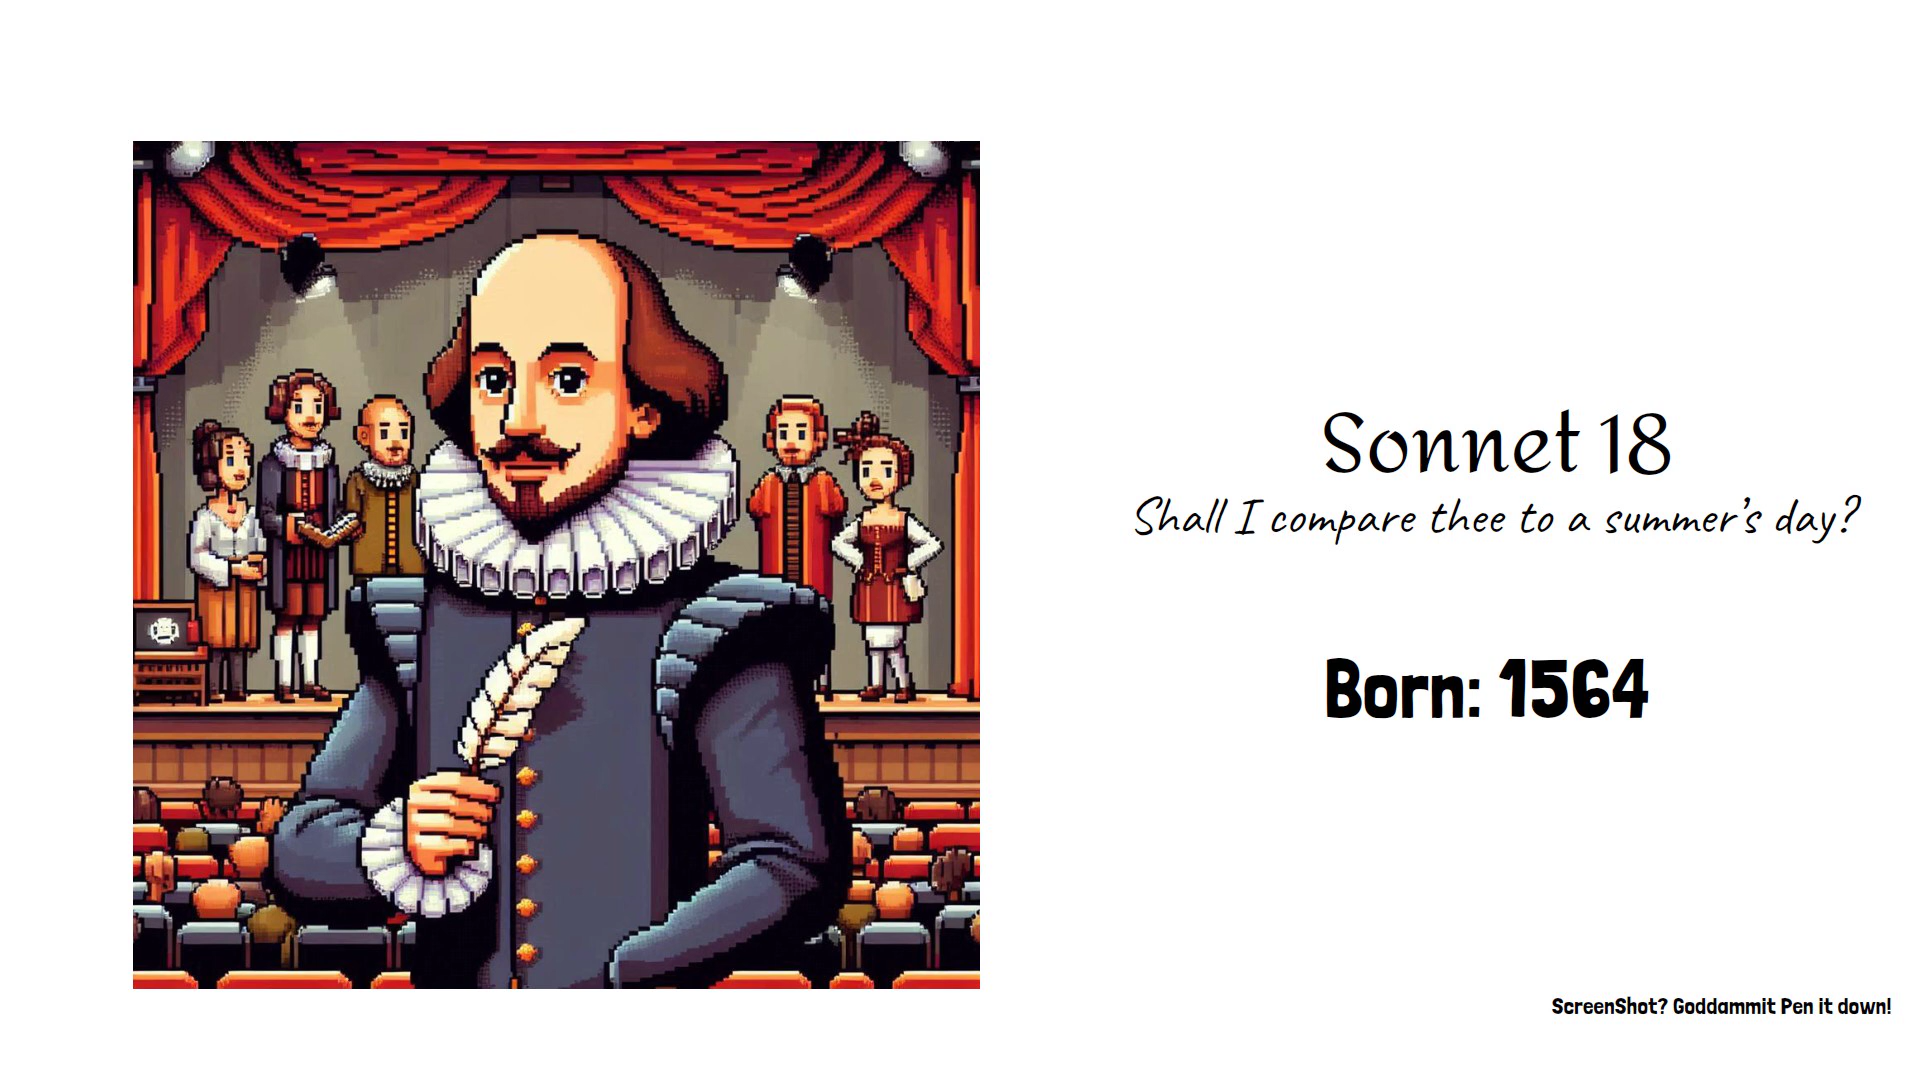 Sonnet 18
Shall I compare thee to a summer’s day?
Born: 1564
ScreenShot? Goddammit Pen it down!